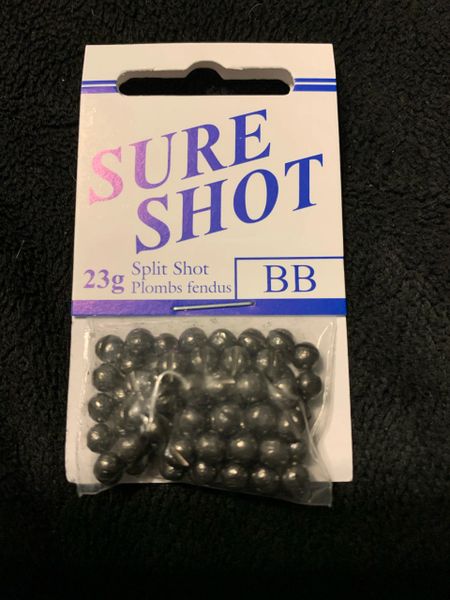 SURE
SHOT
23g
Split Shot
Plombs fendus
BB